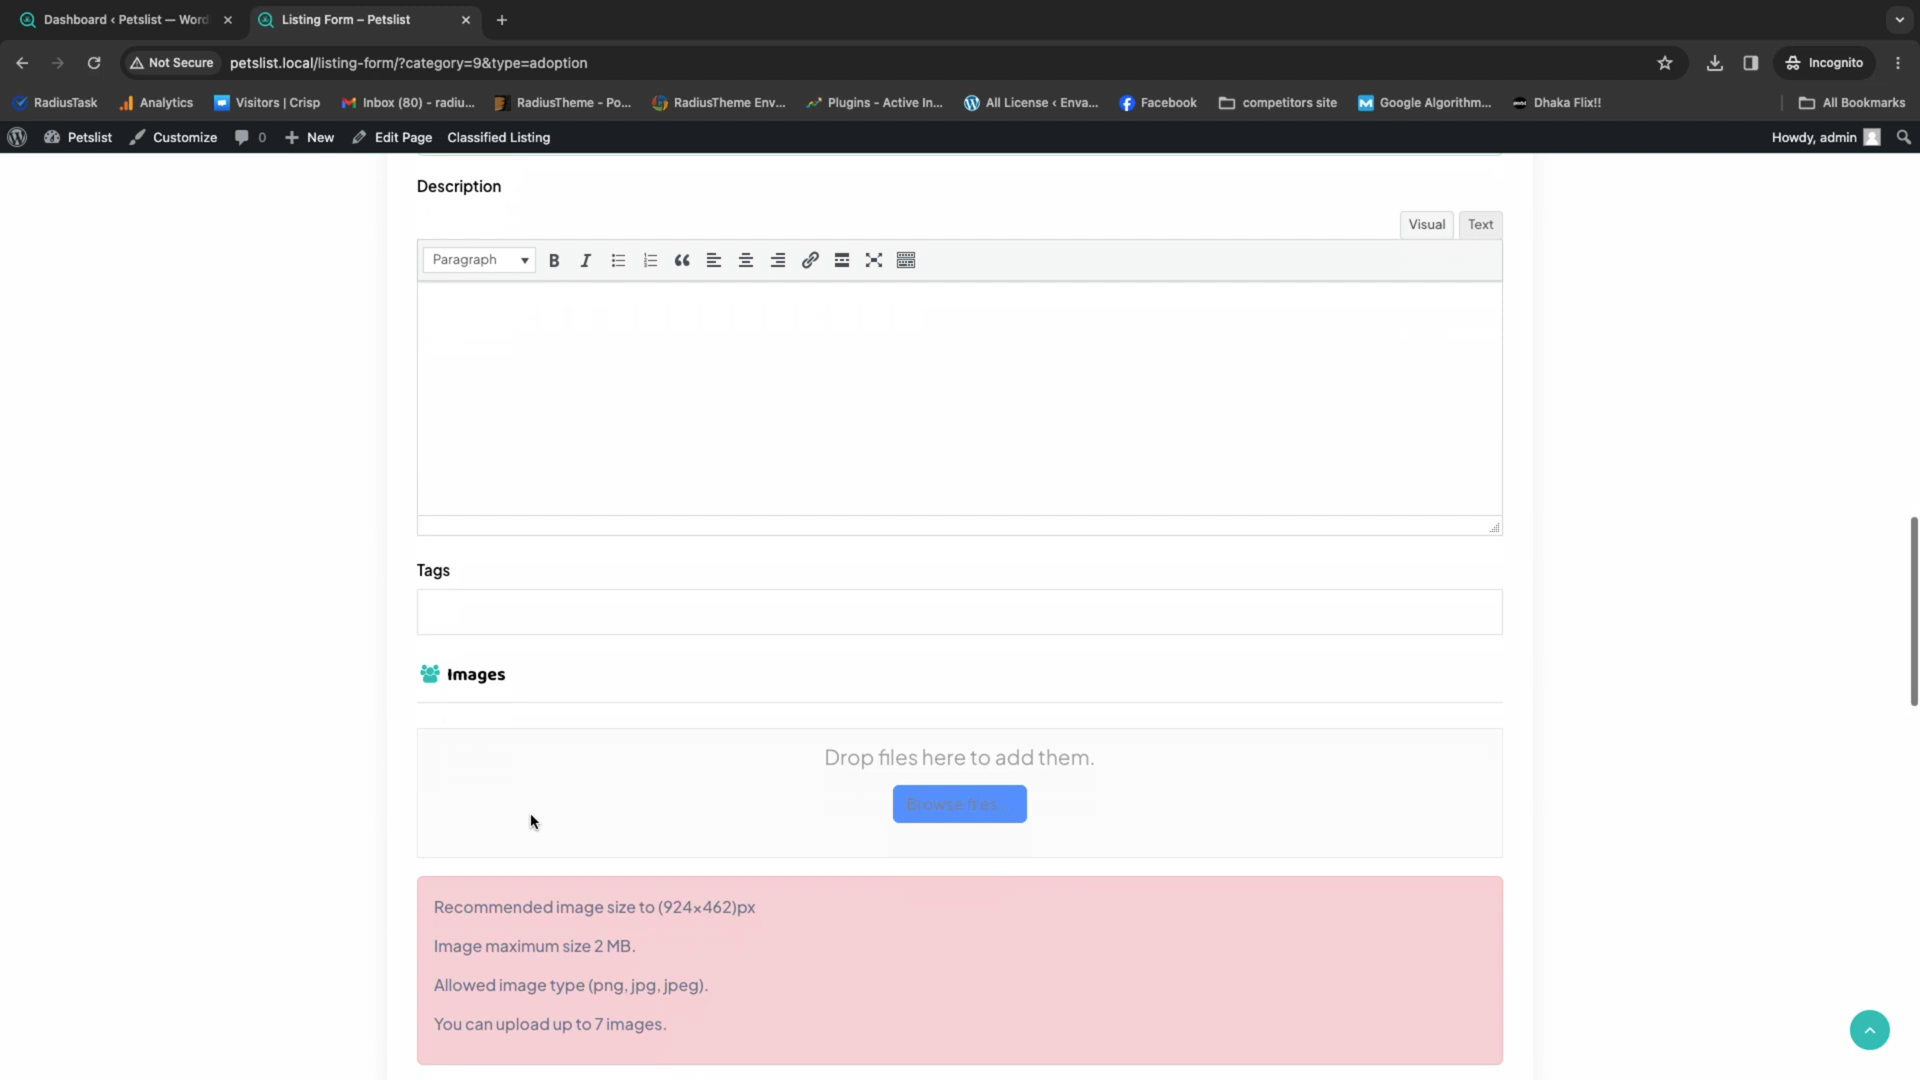 Dashboard ‹ Petslist — Word
Listing Form – Petslist
Not Secure
petslist.local/listing-form/?category=9&type=adoption
Incognito
RadiusTask
Analytics
Visitors | Crisp
Inbox (80) - radiu...
RadiusTheme - Po...
RadiusTheme Env...
Plugins - Active In...
All License ‹ Enva...
Facebook
competitors site
Google Algorithm...
Dhaka Flix!!
All Bookmarks
Petslist
Customize
0
New
Edit Page
Classified Listing
Howdy, admin
Description
Visual
Text
Paragraph
Tags
Images
Drop files here to add them.
Browse files...
Recommended image size to (924×462)px
Image maximum size 2 MB.
Allowed image type (png, jpg, jpeg).
You can upload up to 7 images.